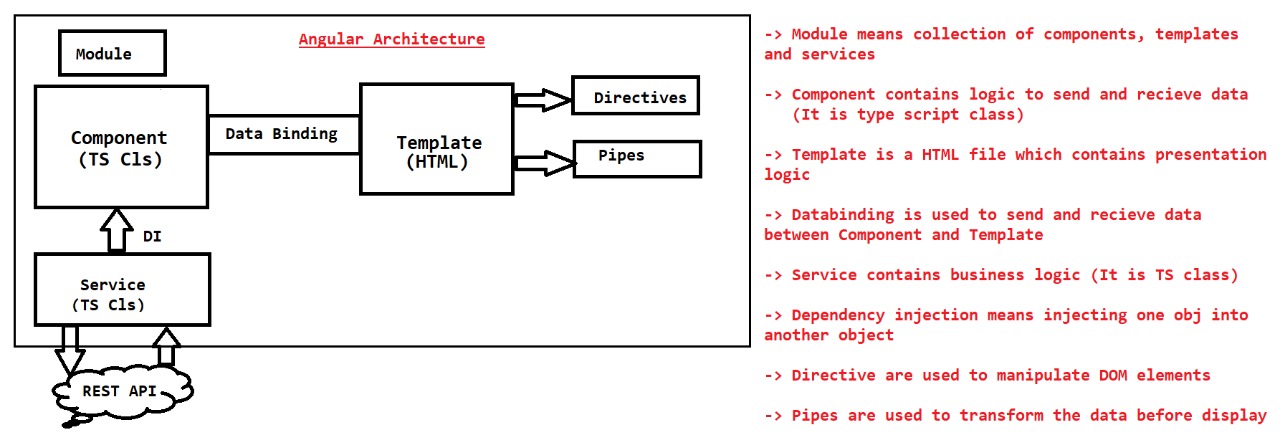 Angular Architecture
Module
Component
(TS Cls)
Data Binding
Template
(HTML)
Directives
Pipes
DI
Service
(TS Cls)
REST API
-> Module means collection of components, templates
and services
-> Component contains logic to send and recieve data
(It is type script class)
-> Template is a HTML file which contains presentation
logic
-> Databinding is used to send and recieve data
between Component and Template
-> Service contains business logic (It is TS class)
-> Dependency injection means injecting one obj into
another object
-> Directive are used to manipulate DOM elements
-> Pipes are used to transform the data before display